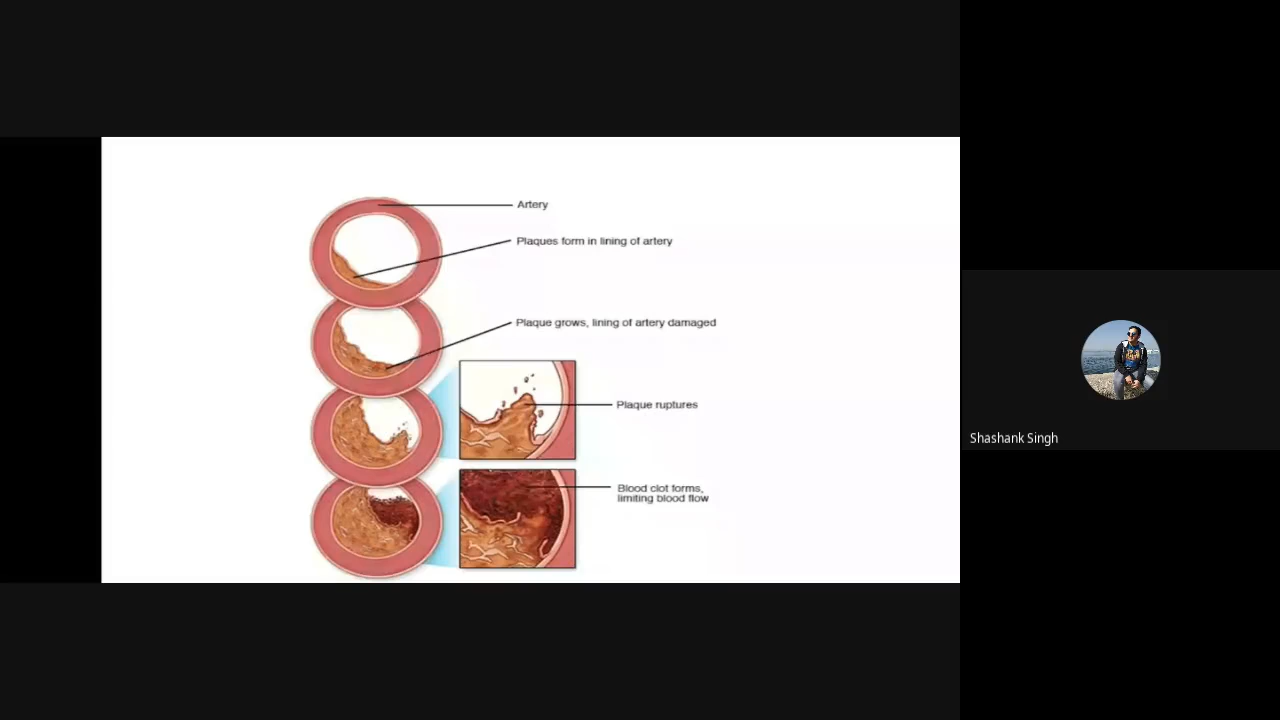 Artery
Plaques form in lining of artery
Plaque grows, lining of artery damaged
Plaque ruptures
Blood clot forms,
limiting blood flow
Shashank Singh